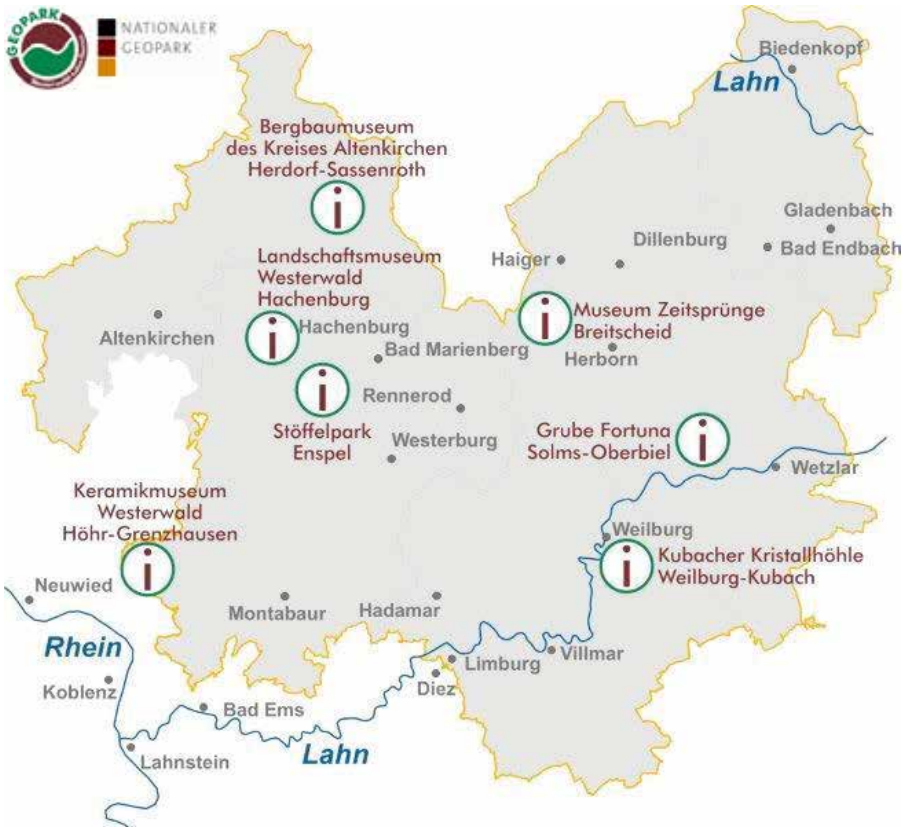 GEOPARK
NATIONALER
GEOPARK
Biedenkopf
Lahn
Bergbaumuseum
des Kreises Altenkirchen
Herdorf-Sassenroth
i
Gladenbach
Dillenburg
Bad Endbach
Haiger
Landschaftsmuseum
Westerwald
Hachenburg
i
Hachenburg
Altenkirchen
i
Museum Zeitsprünge
Breitscheid
Herborn
Bad Marienberg
i
Stöffelpark
Enspel
Rennerod
Westerburg
Grube Fortuna
Solms-Oberbiel
i
Wetzlar
Keramikmuseum
Westerwald
Höhr-Grenzhausen
i
Weilburg
i
Kubacher Kristallhöhle
Weilburg-Kubach
Neuwied
Montabaur
Hadamar
Rhein
Koblenz
Limburg
Villmar
Diez
Bad Ems
Lahn
Lahnstein